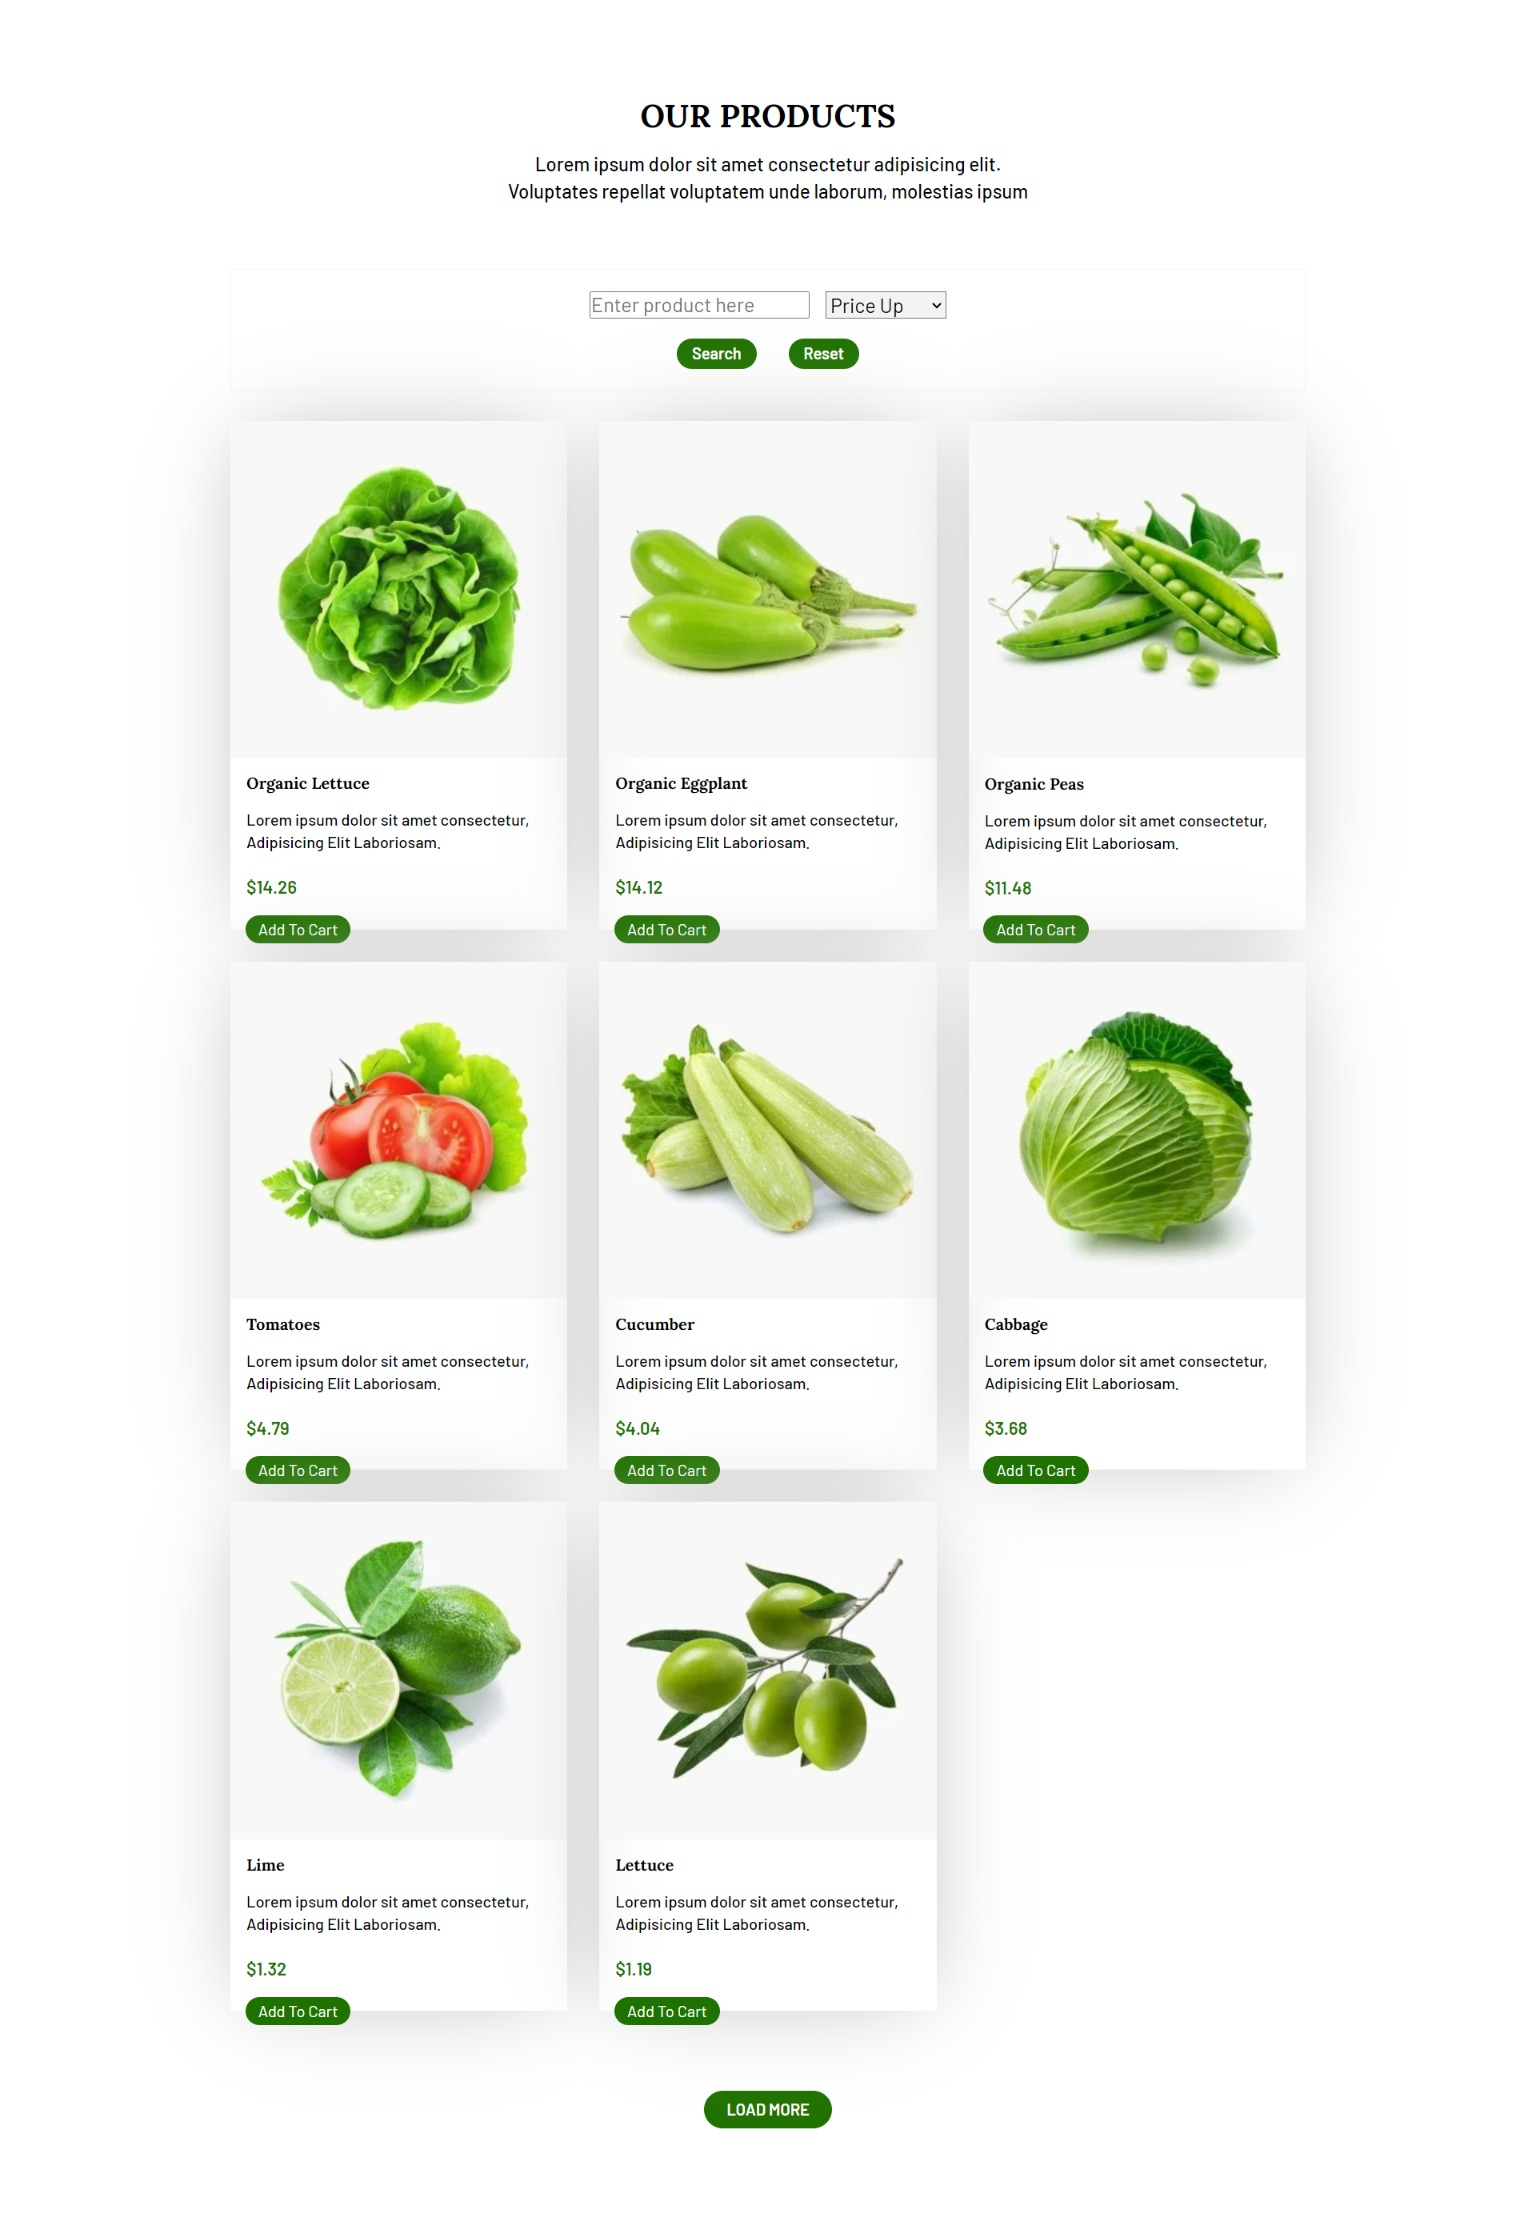 OUR PRODUCTS
Lorem ipsum dolor sit amet consectetur adipisicing elit.
Voluptates repellat voluptatem unde laborum, molestias ipsum
Enter product here
Price Up
Search
Reset
Organic Lettuce
Lorem ipsum dolor sit amet consectetur,
Adipisicing Elit Laboriosam.
$14.26
Add To Cart
Organic Eggplant
Lorem ipsum dolor sit amet consectetur,
Adipisicing Elit Laboriosam.
$14.12
Add To Cart
Organic Peas
Lorem ipsum dolor sit amet consectetur,
Adipisicing Elit Laboriosam.
$11.48
Add To Cart
Tomatoes
Lorem ipsum dolor sit amet consectetur,
Adipisicing Elit Laboriosam.
$4.79
Add To Cart
Cucumber
Lorem ipsum dolor sit amet consectetur,
Adipisicing Elit Laboriosam.
$4.04
Add To Cart
Cabbage
Lorem ipsum dolor sit amet consectetur,
Adipisicing Elit Laboriosam.
$3.68
Add To Cart
Lime
Lorem ipsum dolor sit amet consectetur,
Adipisicing Elit Laboriosam.
$1.32
Add To Cart
Lettuce
Lorem ipsum dolor sit amet consectetur,
Adipisicing Elit Laboriosam.
$1.19
Add To Cart
LOAD MORE